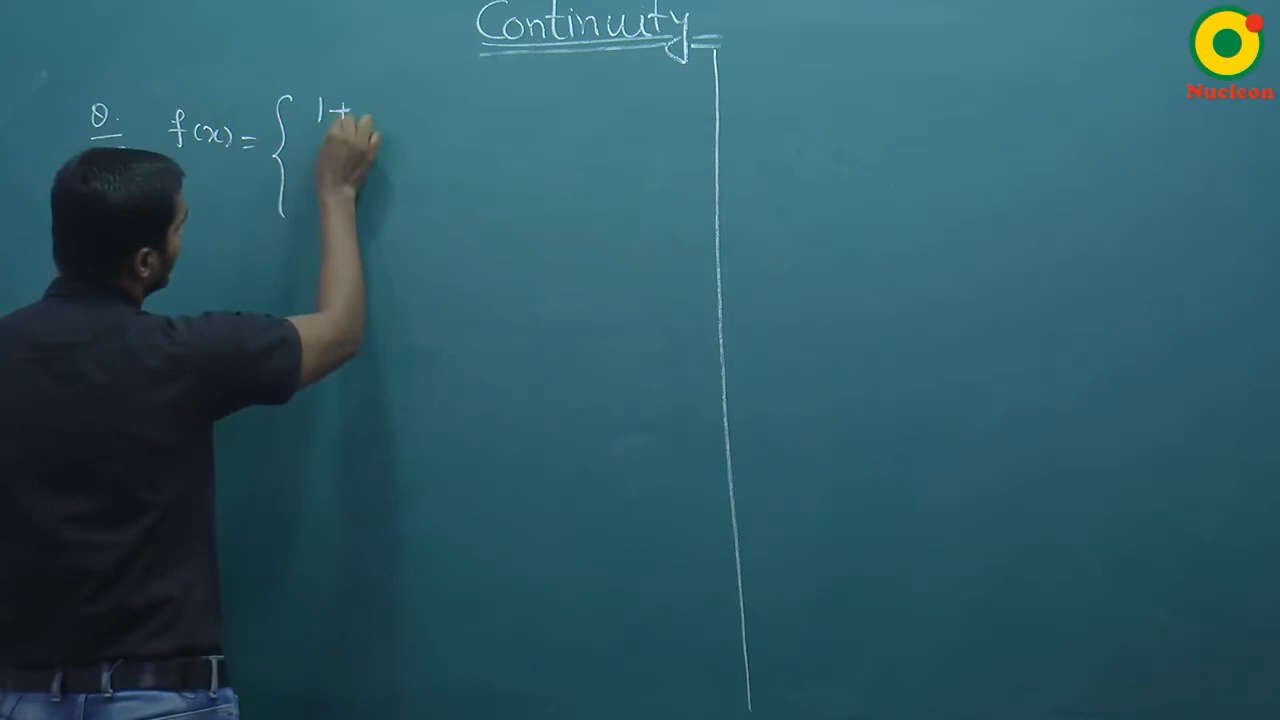 Continuity
Q. f(x) = { 1+
Nucleon